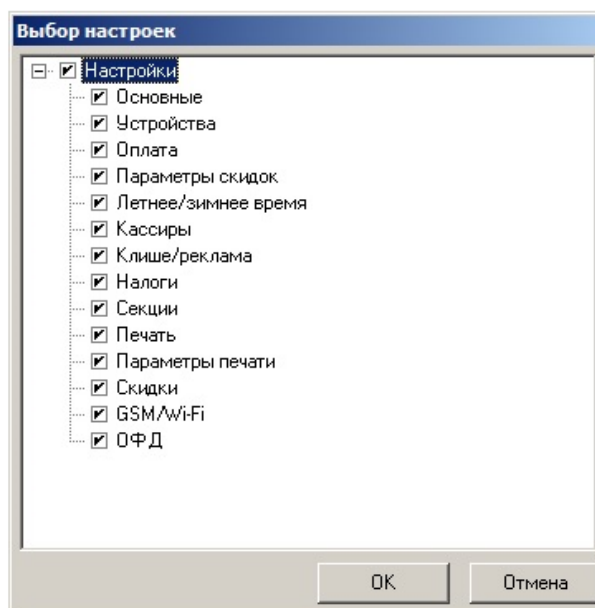 Выбор настроек
Настройки
Основные
Устройства
Оплата
Параметры скидок
Летнее/зимнее время
Кассиры
Клише/реклама
Налоги
Секции
Печать
Параметры печати
Скидки
GSM/Wi-Fi
ОФД
OK
Отмена